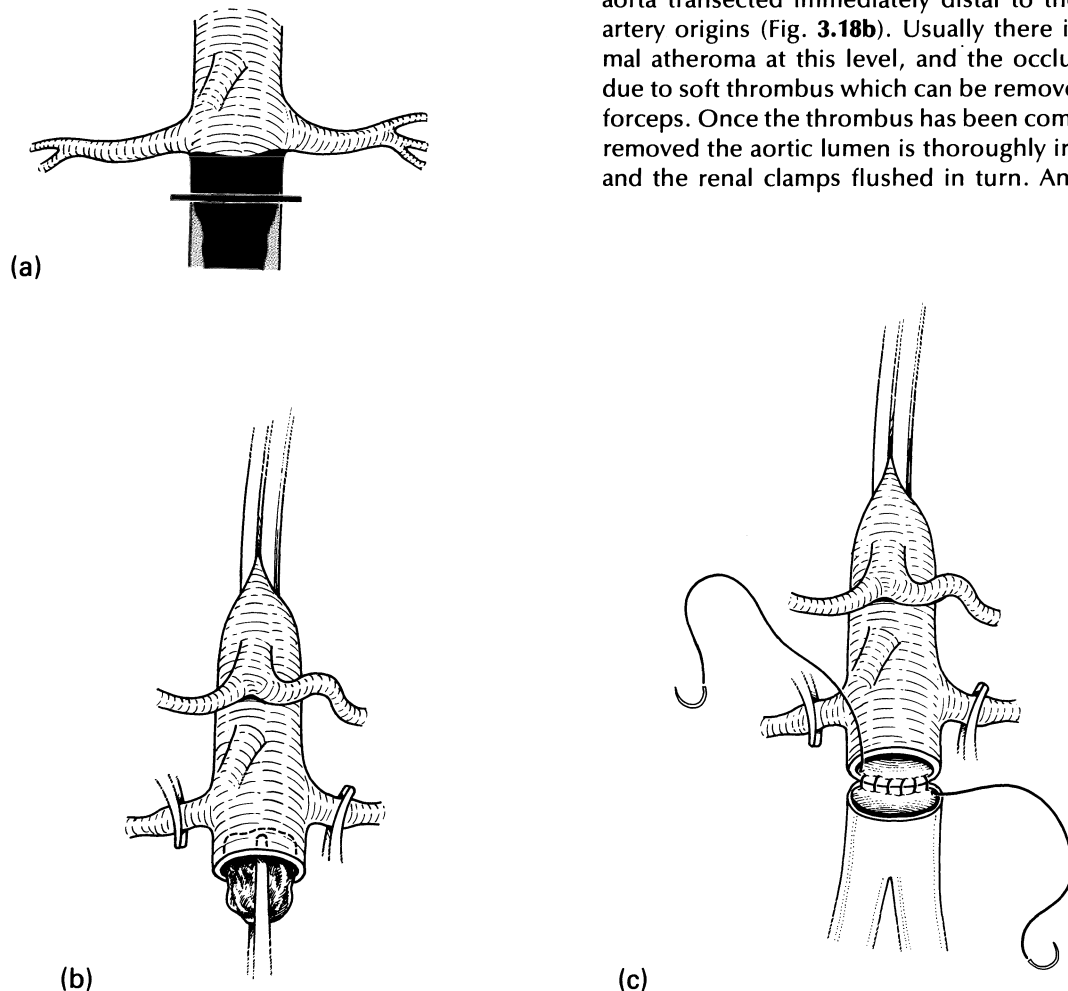 aorta transected immediately distal to the
artery origins (Fig. 3.18b). Usually there i
mal atheroma at this level, and the occlu
due to soft thrombus which can be remove
forceps. Once the thrombus has been com
removed the aortic lumen is thoroughly ir
and the renal clamps flushed in turn. An
(a)
(b)
(c)